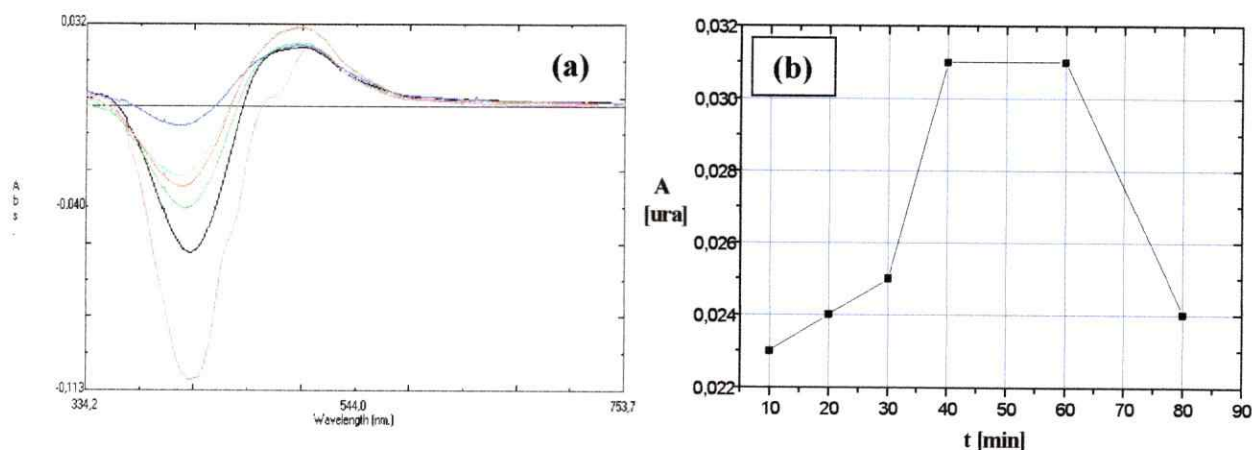 0,032
(a)
A
b
s
.
-0,040
-0,113
334,2
544,0
753,7
Wavelength (nm.)
0,032
(b)
0,030
0,028
A
[ura]
0,026
0,024
0,022
10 20 30 40 50 60 70 80 90
t [min]